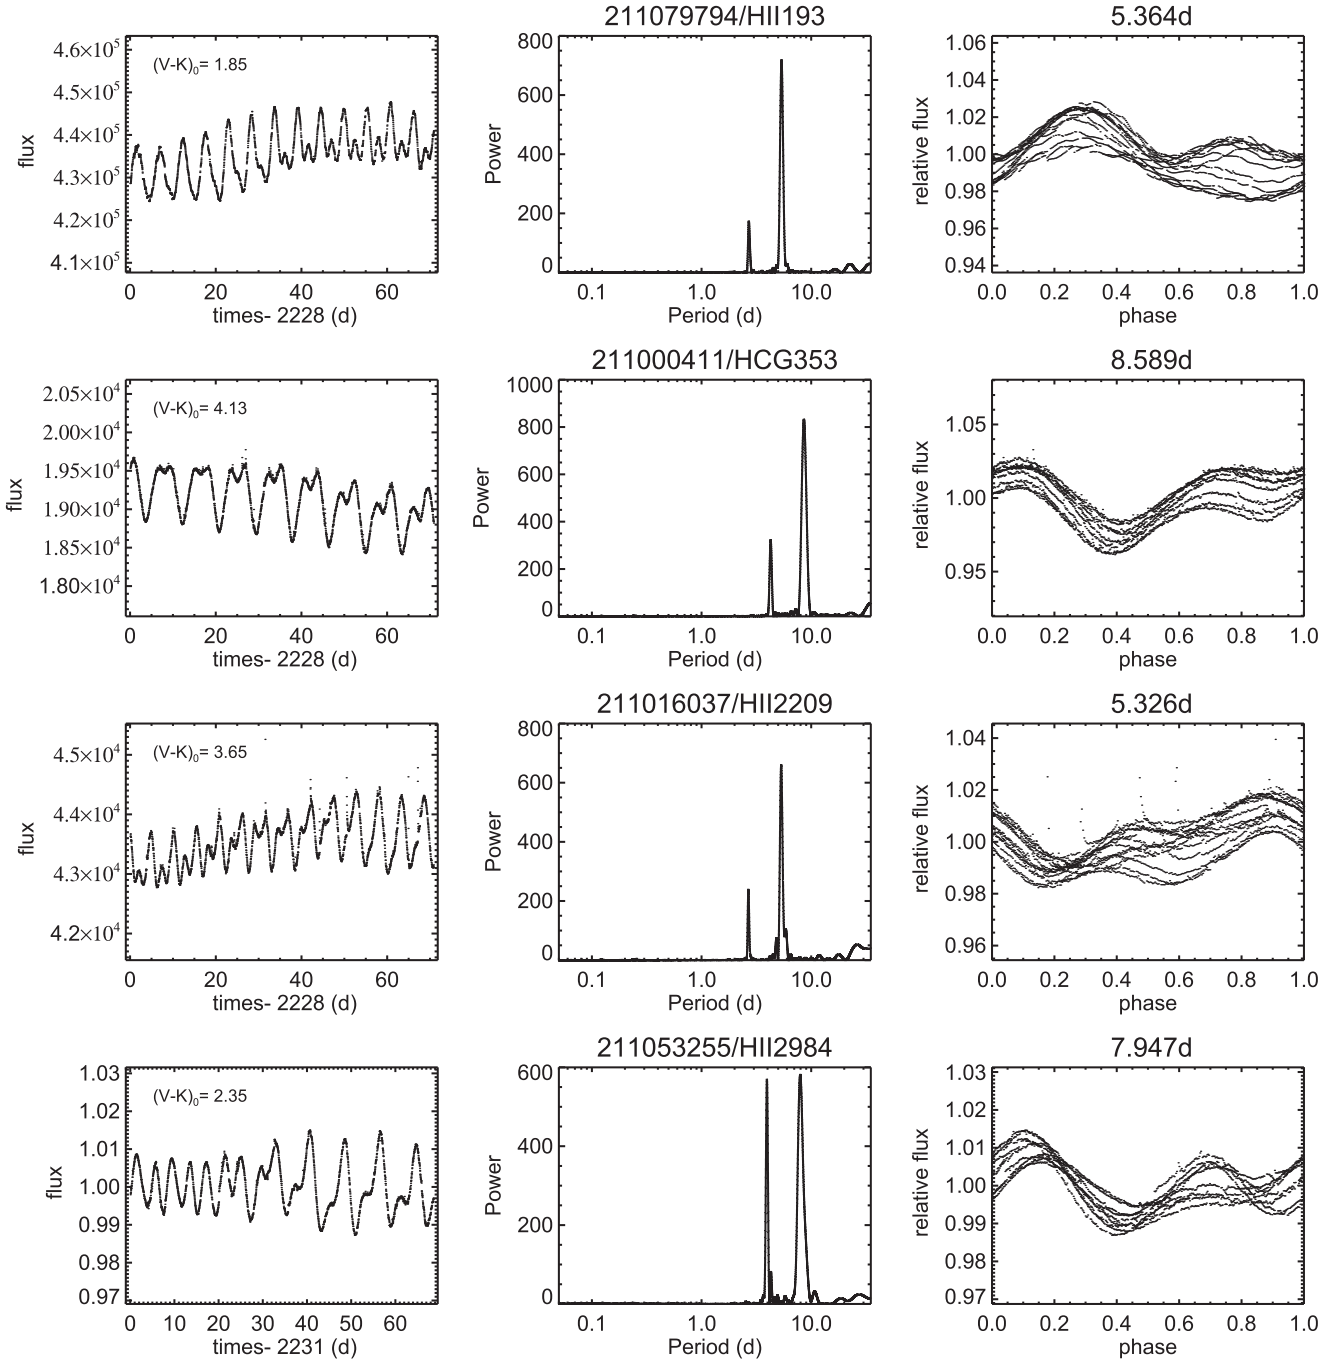 211079794/HII193
5.364d
(V-K)₀= 1.85
4.6×10⁵
4.5×10⁵
4.4×10⁵
4.3×10⁵
4.2×10⁵
4.1×10⁵
flux
0 20 40 60
times- 2228 (d)
800
600
400
200
0
Power
0.1 1.0 10.0
Period (d)
1.06
1.04
1.02
1.00
0.98
0.96
0.94
relative flux
0.0 0.2 0.4 0.6 0.8 1.0
phase
211000411/HCG353
8.589d
(V-K)₀= 4.13
2.05×10⁴
2.00×10⁴
1.95×10⁴
1.90×10⁴
1.85×10⁴
1.80×10⁴
flux
0 20 40 60
times- 2228 (d)
1000
800
600
400
200
0
Power
0.1 1.0 10.0
Period (d)
1.05
1.00
0.95
relative flux
0.0 0.2 0.4 0.6 0.8 1.0
phase
211016037/HII2209
5.326d
(V-K)₀= 3.65
4.5×10⁴
4.4×10⁴
4.3×10⁴
4.2×10⁴
flux
0 20 40 60
times- 2228 (d)
800
600
400
200
0
Power
0.1 1.0 10.0
Period (d)
1.04
1.02
1.00
0.98
0.96
relative flux
0.0 0.2 0.4 0.6 0.8 1.0
phase
211053255/HII2984
7.947d
(V-K)₀= 2.35
1.03
1.02
1.01
1.00
0.99
0.98
0.97
flux
0 10 20 30 40 50 60
times- 2231 (d)
600
400
200
0
Power
0.1 1.0 10.0
Period (d)
1.03
1.02
1.01
1.00
0.99
0.98
0.97
relative flux
0.0 0.2 0.4 0.6 0.8 1.0
phase